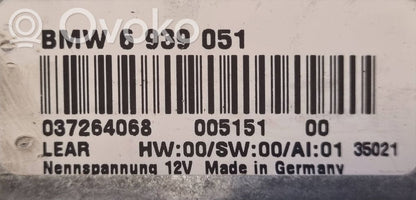 BMW 6 939 051
Ovoko
037264068 005151 00
LEAR HW:00/SW:00/AI:01 35021
Nennspannung 12V Made in Germany